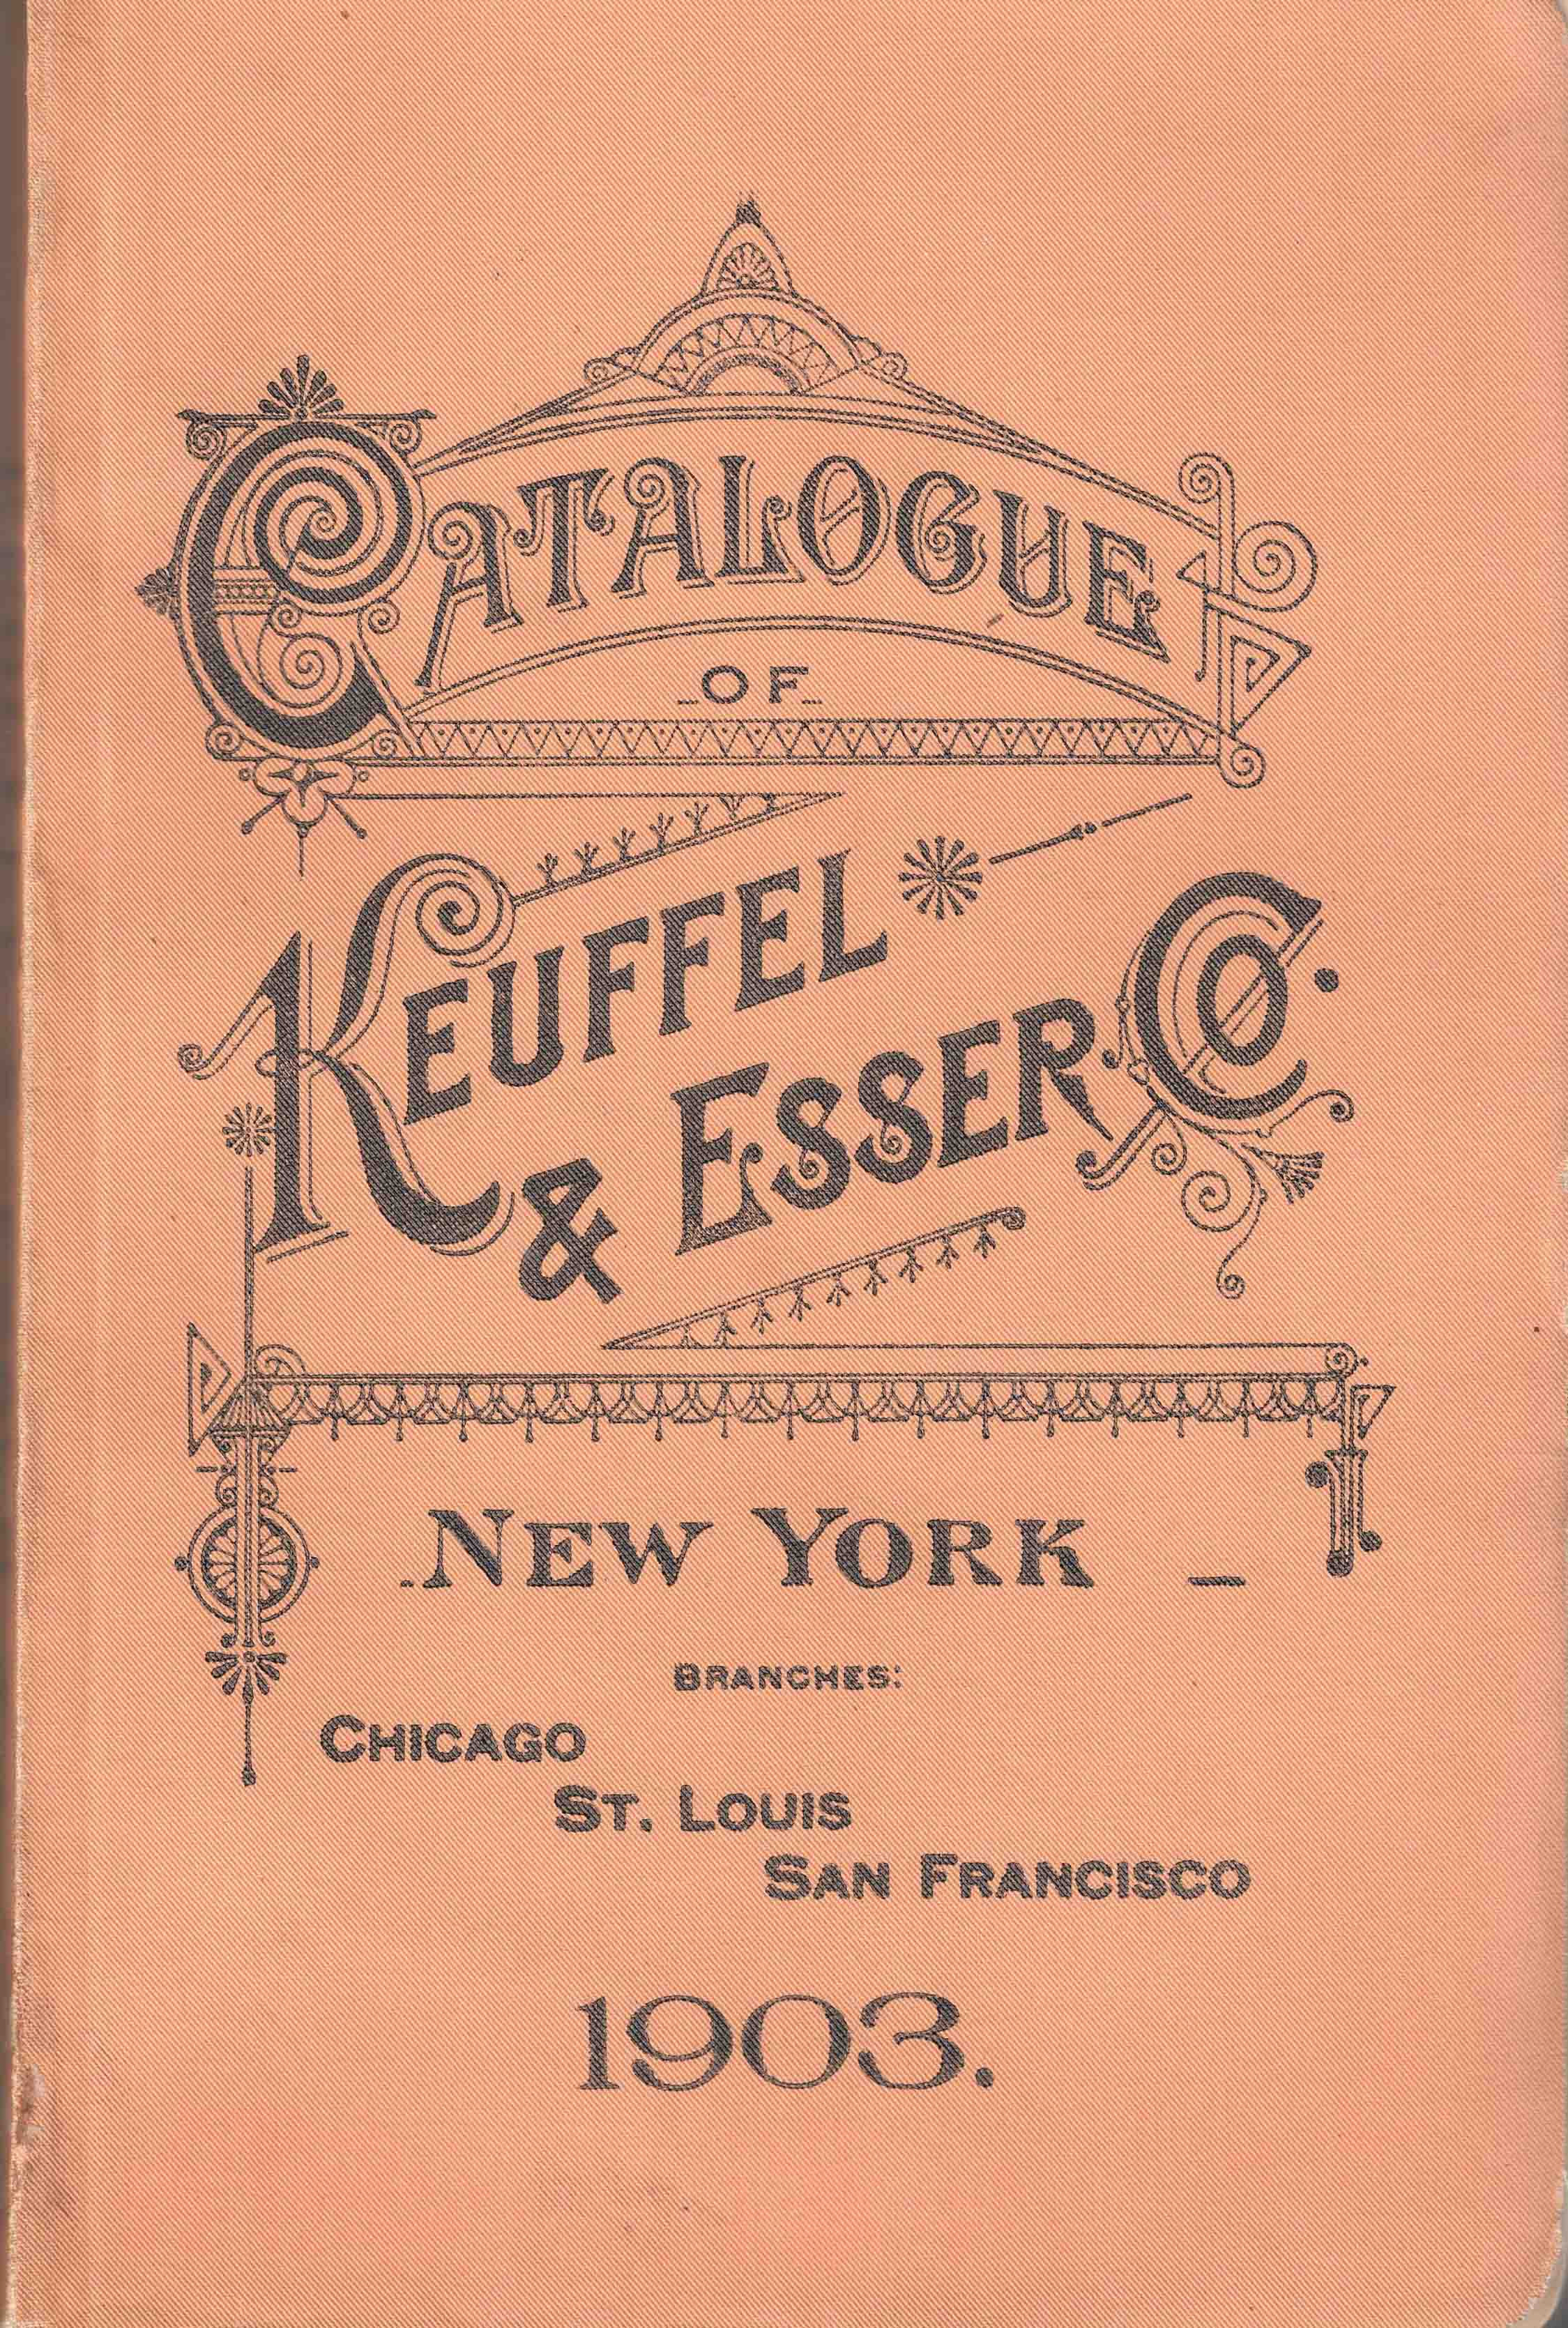 CATALOGUE
OF
KEUFFEL
& ESSER CO.
NEW YORK
BRANCHES:
CHICAGO
ST. LOUIS
SAN FRANCISCO
1903.